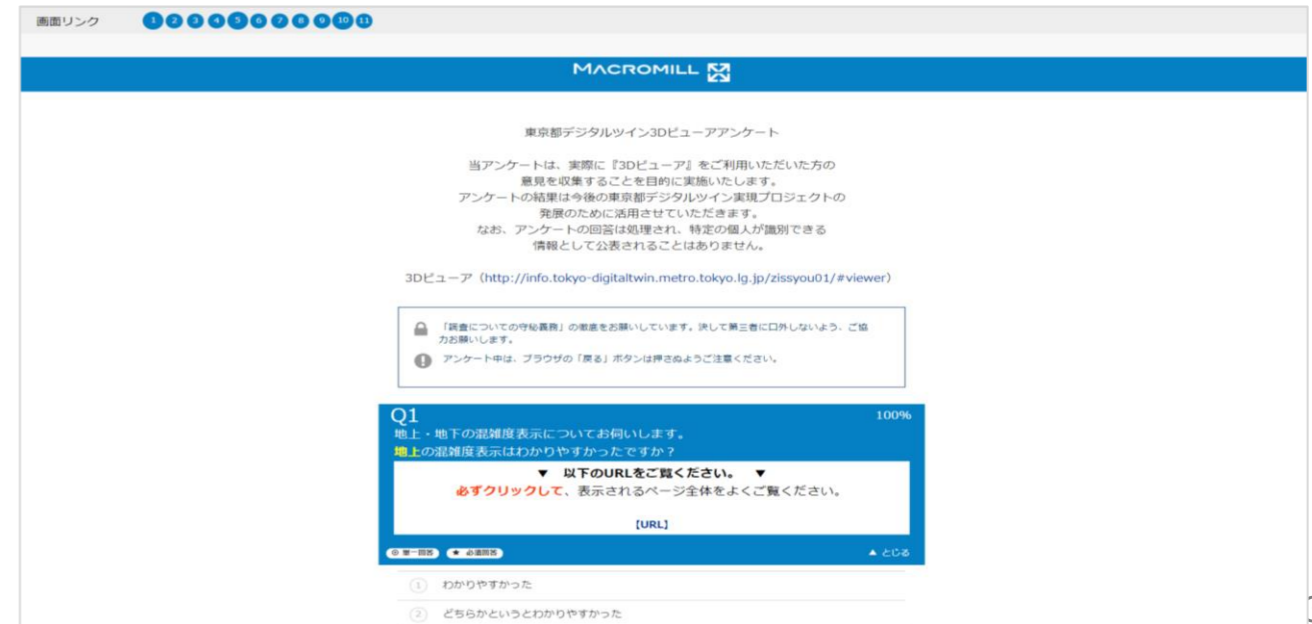 画面リンク 1 2 3 4 5 6 7 8 9 10 11
MACROMILL
東京都デジタルツイン3Dビューアアンケート
当アンケートは、実際に『3Dビューア』をご利用いただいた方の
意見を収集することを目的に実施いたします。
アンケートの結果は今後の東京都デジタルツイン実現プロジェクトの
発展のために活用させていただきます。
なお、アンケートの回答は処理され、特定の個人が識別できる
情報として公表されることはありません。
3Dビューア（http://info.tokyo-digitaltwin.metro.tokyo.lg.jp/zissyou01/#viewer）
「調査についての守秘義務」の徹底をお願いしています。決して第三者に口外しないよう、ご協
力お願いします。
アンケート中は、ブラウザの「戻る」ボタンは押さぬようご注意ください。
Q1 100%
地上・地下の混雑度表示についてお伺いします。
地上の混雑度表示はわかりやすかったですか？
▼ 以下のURLをご覧ください。 ▼
必ずクリックして、表示されるページ全体をよくご覧ください。
【URL】
単一回答 ★ 必須回答 ▲ とじる
1 わかりやすかった
2 どちらかというとわかりやすかった